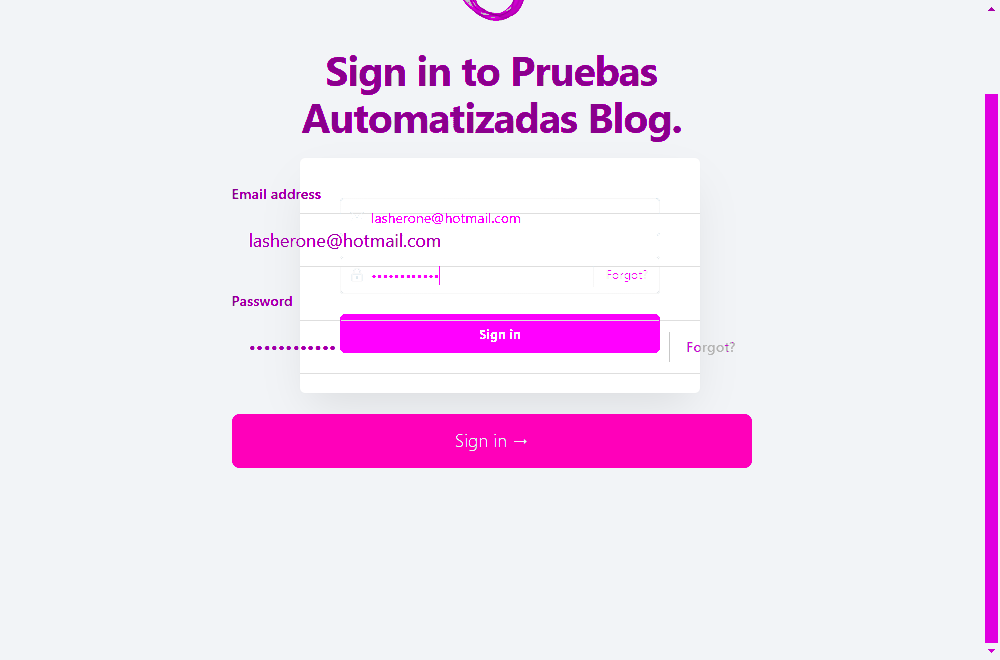 Sign in to Pruebas
Automatizadas Blog.
Email address
lasherone@hotmail.com
lasherone@hotmail.com
••••••••••••
Forgot?
Password
Sign in
••••••••••••
Forgot?
Sign in →